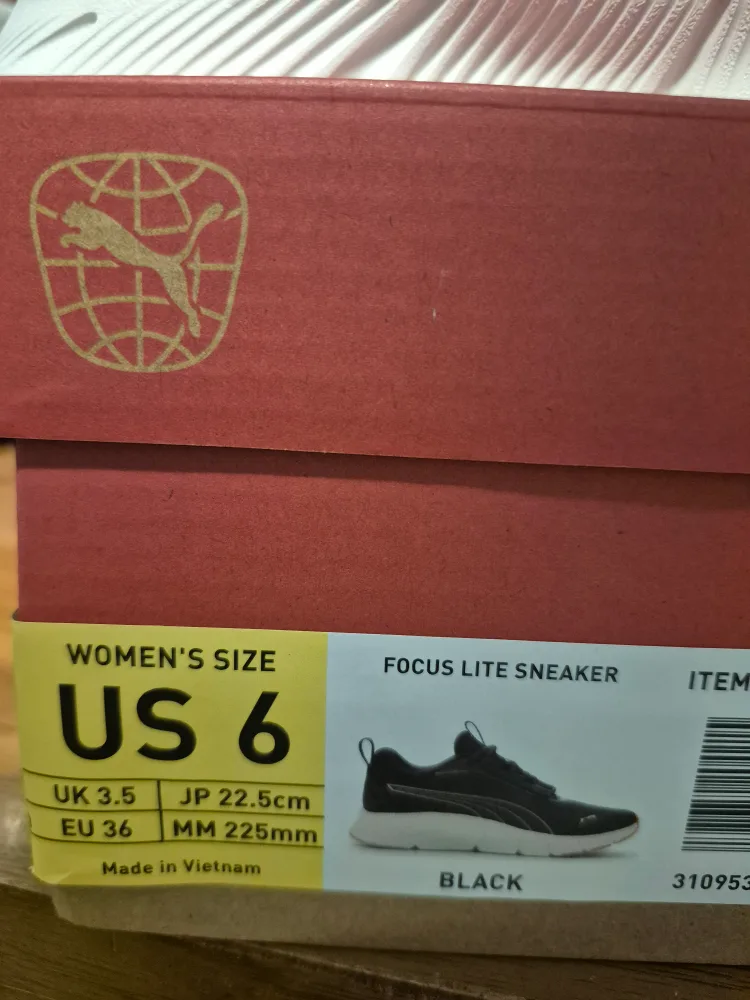 WOMEN'S SIZE
US 6
UK 3.5 JP 22.5cm
EU 36 MM 225mm
Made in Vietnam
FOCUS LITE SNEAKER
BLACK
ITEM
310953